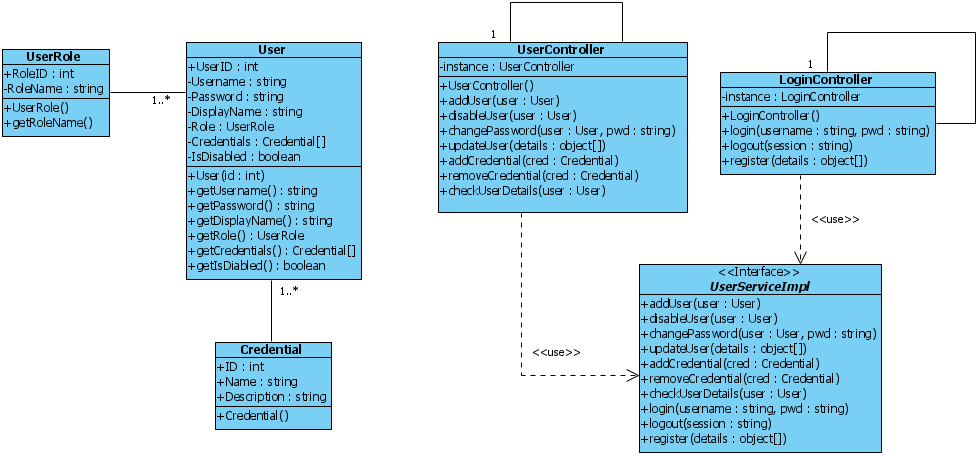 UserRole
+RoleID : int
-RoleName : string
+UserRole()
+getRoleName()
1..*
User
+UserID : int
-Username : string
-Password : string
-DisplayName : string
-Role : UserRole
-Credentials : Credential[]
-IsDisabled : boolean
+User(id : int)
+getUsername() : string
+getPassword() : string
+getDisplayName() : string
+getRole() : UserRole
+getCredentials() : Credential[]
+getIsDiabled() : boolean
1..*
Credential
+ID : int
+Name : string
+Description : string
+Credential()
1
UserController
-instance : UserController
+UserController()
+addUser(user : User)
+disableUser(user : User)
+changePassword(user : User, pwd : string)
+updateUser(details : object[])
+addCredential(cred : Credential)
+removeCredential(cred : Credential)
+checkUserDetails(user : User)
<<use>>
1
LoginController
-instance : LoginController
+LoginController()
+login(username : string, pwd : string)
+logout(session : string)
+register(details : object[])
<<use>>
<<Interface>>
UserServiceImpl
+addUser(user : User)
+disableUser(user : User)
+changePassword(user : User, pwd : string)
+updateUser(details : object[])
+addCredential(cred : Credential)
+removeCredential(cred : Credential)
+checkUserDetails(user : User)
+login(username : string, pwd : string)
+logout(session : string)
+register(details : object[])